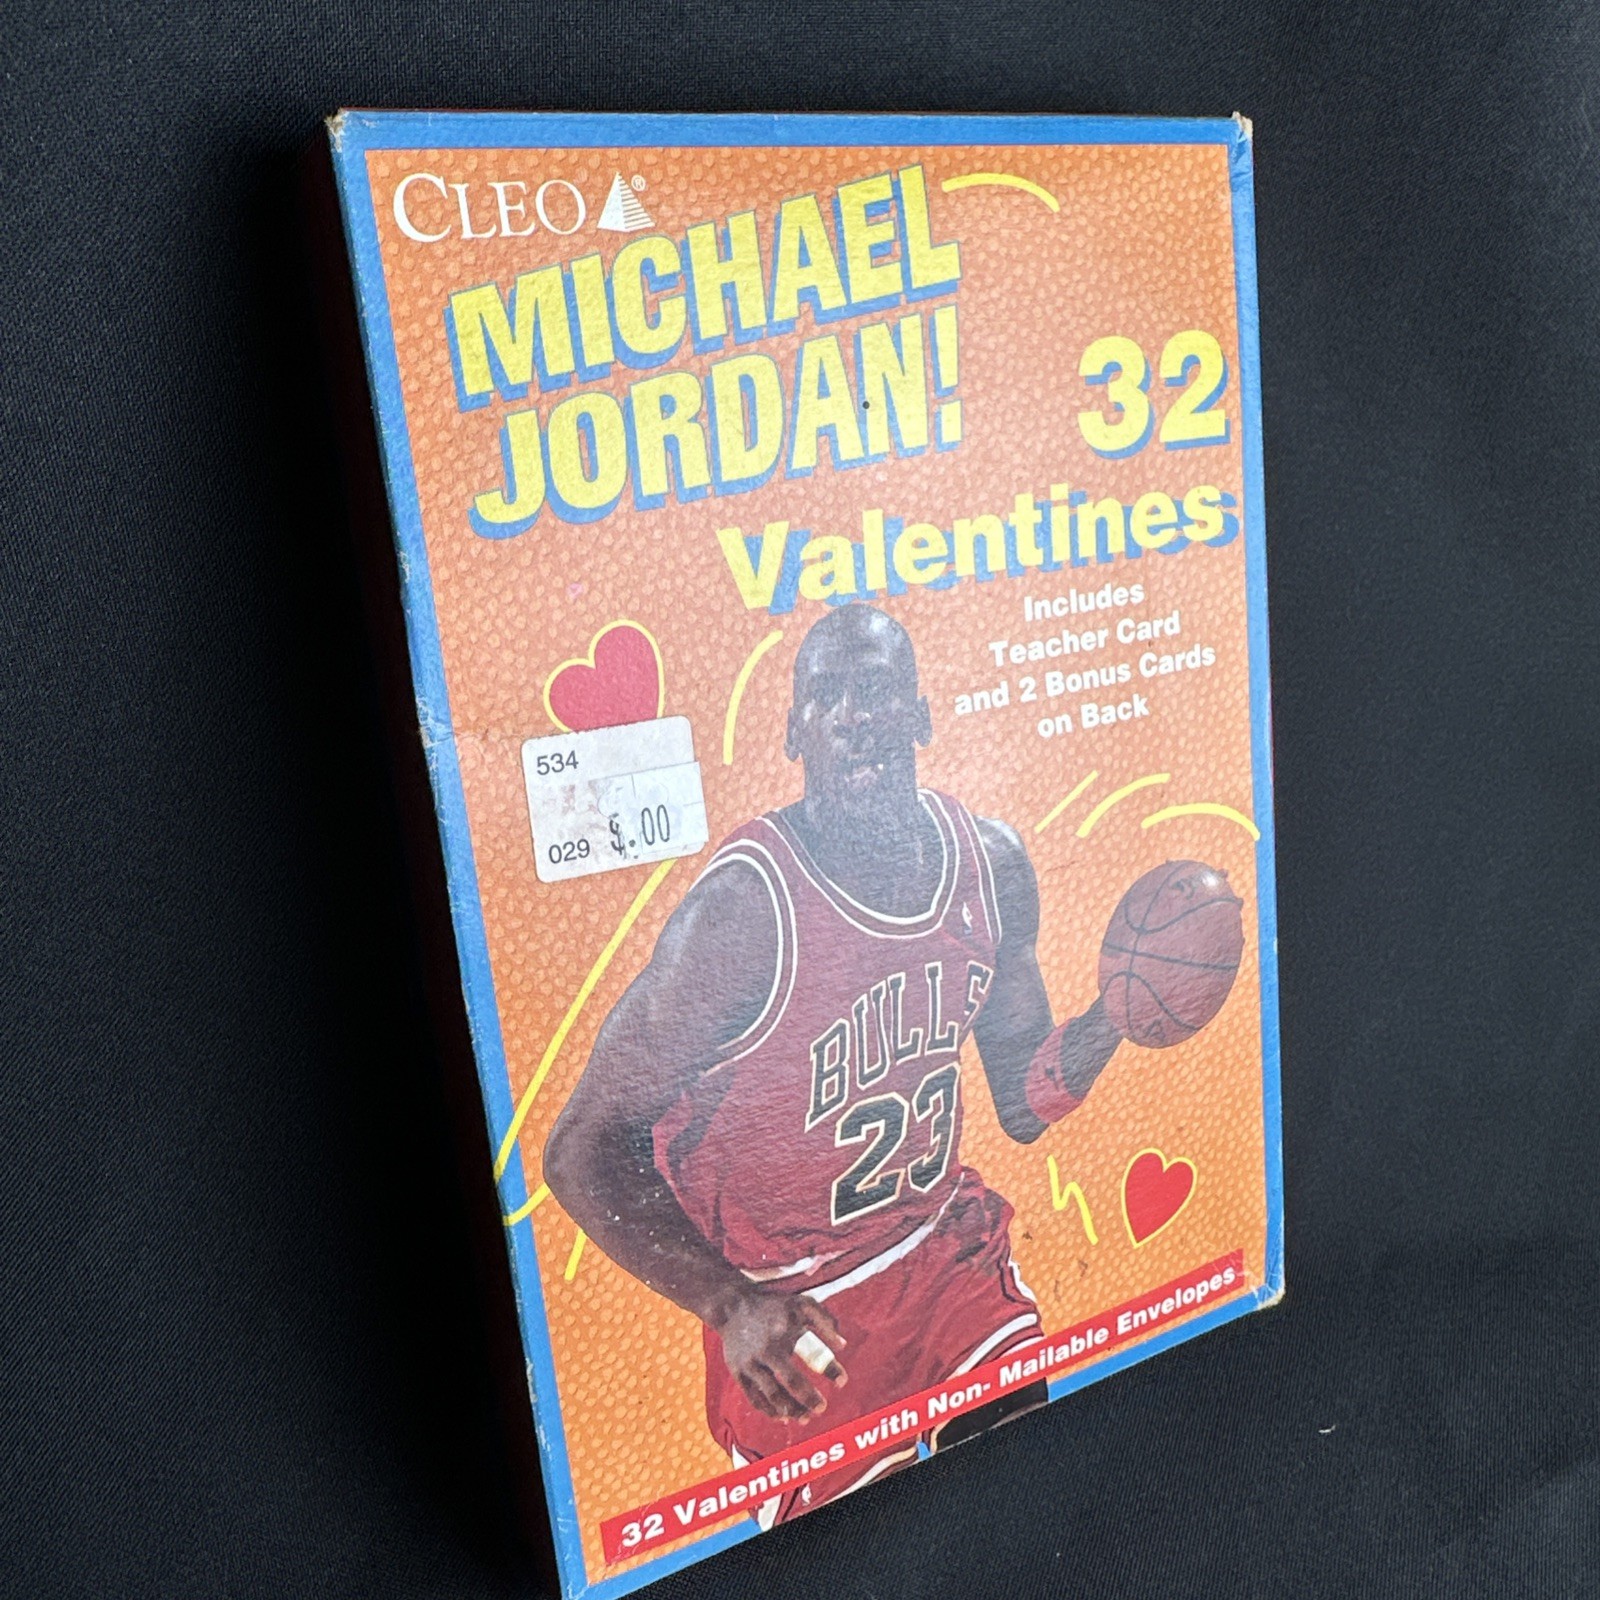 CLEO ®
MICHAEL
JORDAN!
32
Valentines
Includes
Teacher Card
and 2 Bonus Cards
on Back
534
029 $.00
BULLS
23
32 Valentines with Non- Mailable Envelopes